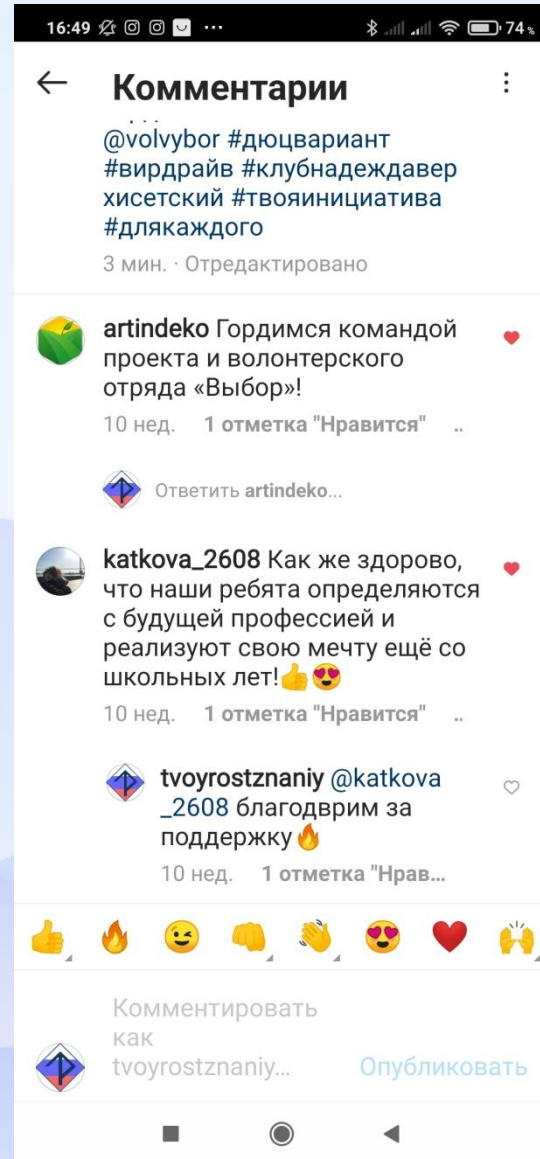 16:49 ... 74%
Комментарии
@volvybor #дюцвариант
#вирдрайв #клубнадеждавер
хисетский #твояинициатива
#длякаждого
3 мин. · Отредактировано
artindeko Гордимся командой
проекта и волонтерского
отряда «Выбор»!
10 нед. 1 отметка "Нравится" ..
Ответить artindeko...
katkova_2608 Как же здорово,
что наши ребята определяются
с будущей профессией и
реализуют свою мечту ещё со
школьных лет!👍😍
10 нед. 1 отметка "Нравится" ..
tvoyrostznaniy @katkova
_2608 благодврим за
поддержку🔥
10 нед. 1 отметка "Нрав...
Комментировать
как
tvoyrostznaniy... Опубликовать